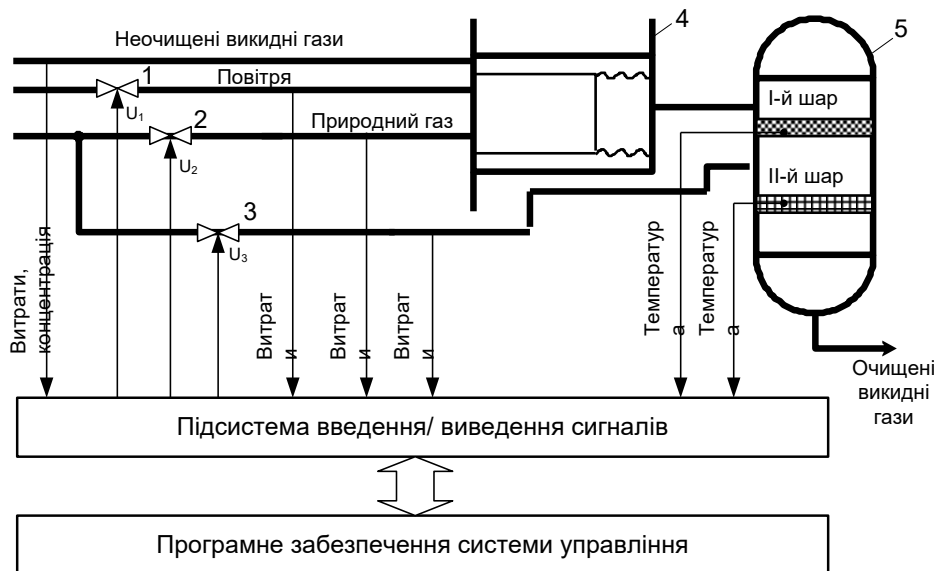 Неочищені викидні гази
4
5
1
Повітря
U1
І-й шар
2
Природний газ
U2
ІІ-й шар
3
U3
Витрати,
концентрація
Витрат
и
Витрат
и
Витрат
и
Температур
а
Температур
а
Очищені
викидні
гази
Підсистема введення/ виведення сигналів
Програмне забезпечення системи управління